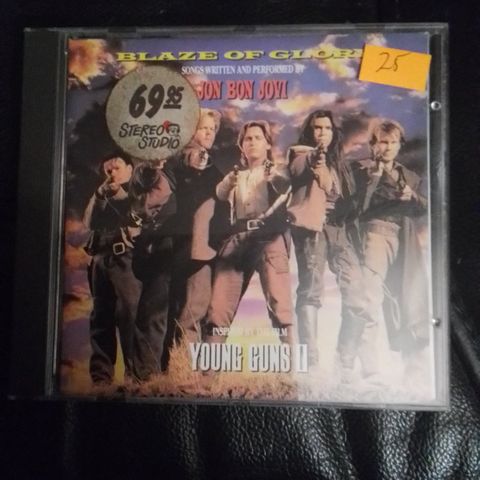 BLAZE OF GLOR
25
SONGS WRITTEN AND PERFORMED BY
JON BON JOVI
69.95
STEREO
STUDIO
INSPIRED BY THE FILM
YOUNG GUNS II